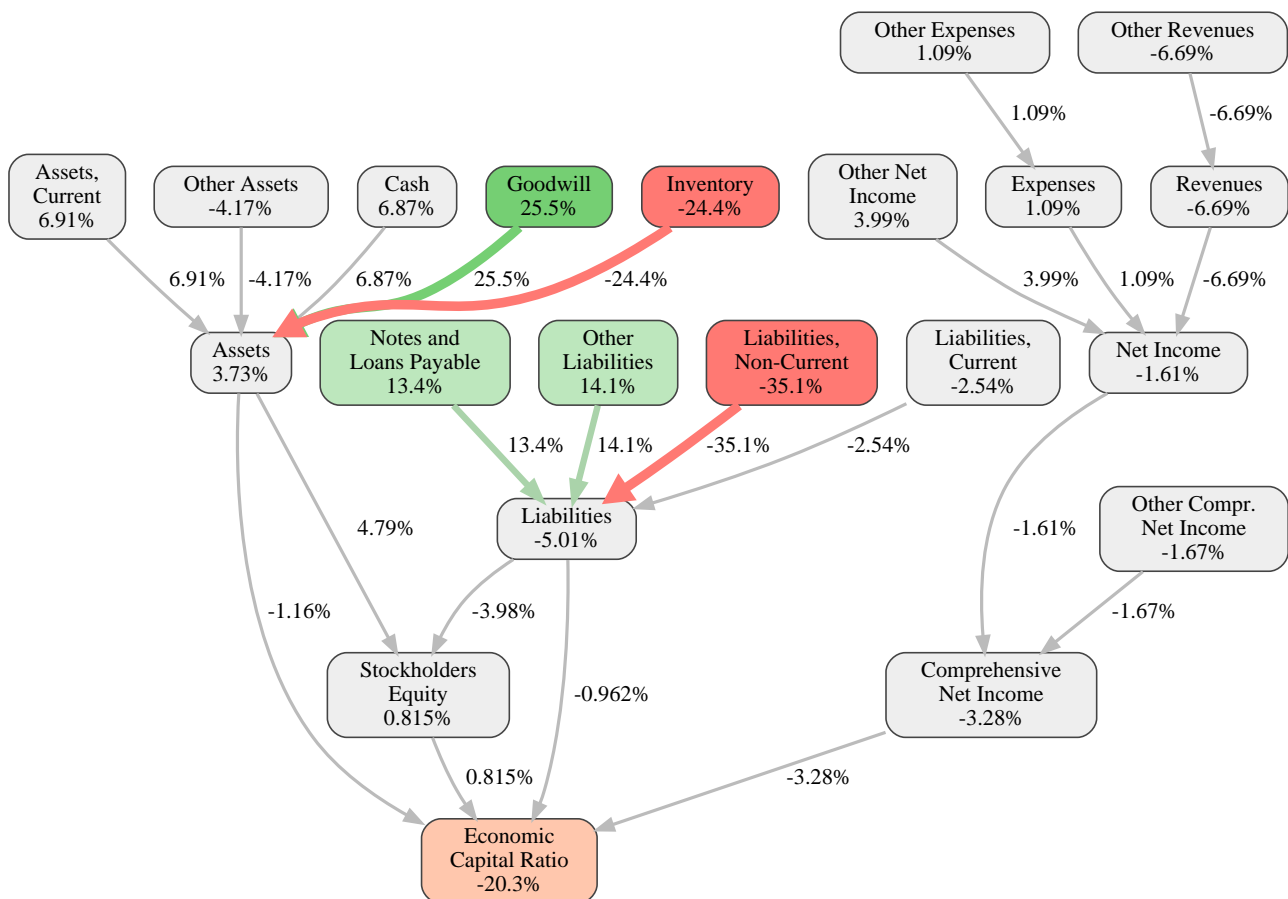 Other Expenses
1.09%
Other Revenues
-6.69%
1.09%
-6.69%
Assets,
Current
6.91%
Other Assets
-4.17%
Cash
6.87%
Goodwill
25.5%
Inventory
-24.4%
Other Net
Income
3.99%
Expenses
1.09%
Revenues
-6.69%
6.91%
-4.17%
6.87%
25.5%
-24.4%
3.99%
1.09%
-6.69%
Assets
3.73%
Notes and
Loans Payable
13.4%
Other
Liabilities
14.1%
Liabilities,
Non-Current
-35.1%
Liabilities,
Current
-2.54%
Net Income
-1.61%
13.4%
14.1%
-35.1%
-2.54%
Liabilities
-5.01%
4.79%
-1.61%
Other Compr.
Net Income
-1.67%
-1.16%
-3.98%
-0.962%
-1.67%
Stockholders
Equity
0.815%
Comprehensive
Net Income
-3.28%
0.815%
-3.28%
Economic
Capital Ratio
-20.3%